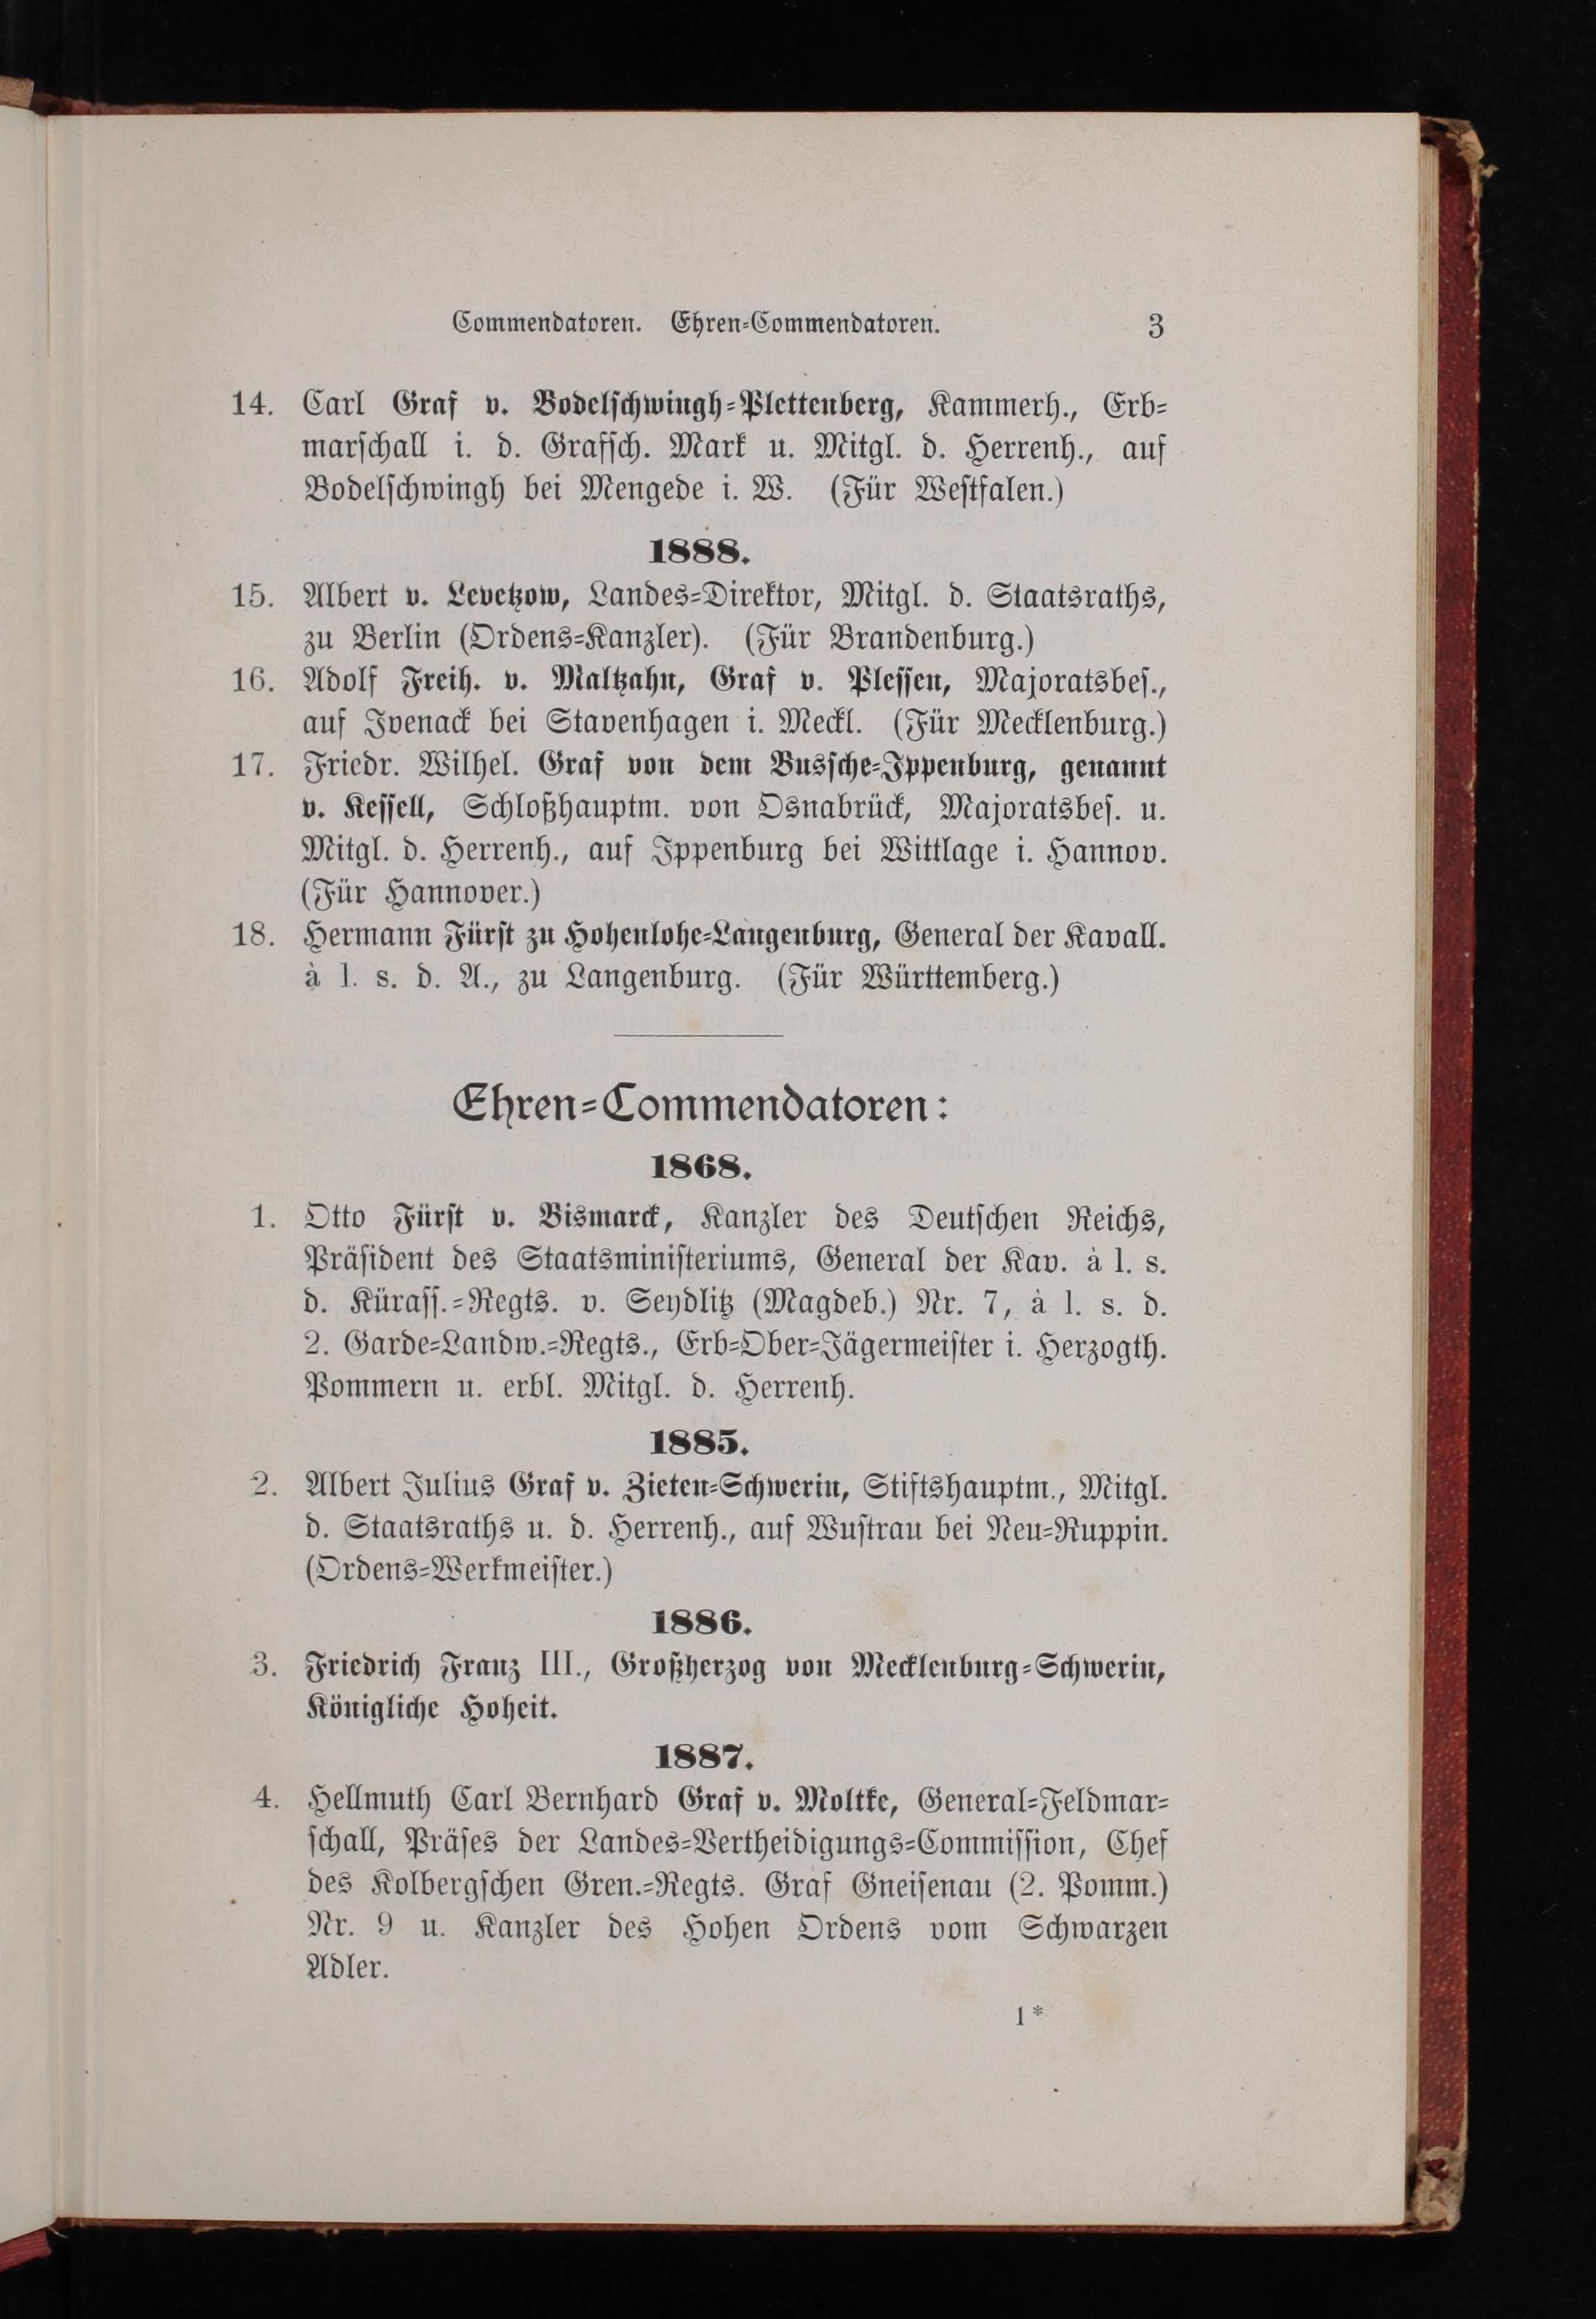 Commendatoren. Ehren-Commendatoren. 3
14. Carl Graf v. Bodelschwingh-Plettenberg, Kammerh., Erb-
marschall i. d. Grafsch. Mark u. Mitgl. d. Herrenh., auf
Bodelschwingh bei Mengede i. W. (Für Westfalen.)
1888.
15. Albert v. Levetzow, Landes-Direktor, Mitgl. d. Staatsraths,
zu Berlin (Ordens-Kanzler). (Für Brandenburg.)
16. Adolf Freih. v. Maltzahn, Graf v. Plessen, Majoratsbes.,
auf Ivenack bei Stavenhagen i. Meckl. (Für Mecklenburg.)
17. Friedr. Wilhel. Graf von dem Bussche-Ippenburg, genannt
v. Kessell, Schloßhauptm. von Osnabrück, Majoratsbes. u.
Mitgl. d. Herrenh., auf Ippenburg bei Wittlage i. Hannov.
(Für Hannover.)
18. Hermann Fürst zu Hohenlohe-Langenburg, General der Kavall.
à l. s. d. A., zu Langenburg. (Für Württemberg.)
Ehren-Commendatoren:
1868.
1. Otto Fürst v. Bismarck, Kanzler des Deutschen Reichs,
Präsident des Staatsministeriums, General der Kav. à l. s.
d. Kürass.-Regts. v. Seydlitz (Magdeb.) Nr. 7, à l. s. d.
2. Garde-Landw.-Regts., Erb-Ober-Jägermeister i. Herzogth.
Pommern u. erbl. Mitgl. d. Herrenh.
1885.
2. Albert Julius Graf v. Zieten-Schwerin, Stiftshauptm., Mitgl.
d. Staatsraths u. d. Herrenh., auf Wustrau bei Neu-Ruppin.
(Ordens-Werkmeister.)
1886.
3. Friedrich Franz III., Großherzog von Mecklenburg-Schwerin,
Königliche Hoheit.
1887.
4. Hellmuth Carl Bernhard Graf v. Moltke, General-Feldmar-
schall, Präses der Landes-Vertheidigungs-Commission, Chef
des Kolbergschen Gren.-Regts. Graf Gneisenau (2. Pomm.)
Nr. 9 u. Kanzler des Hohen Ordens vom Schwarzen
Adler.
1*